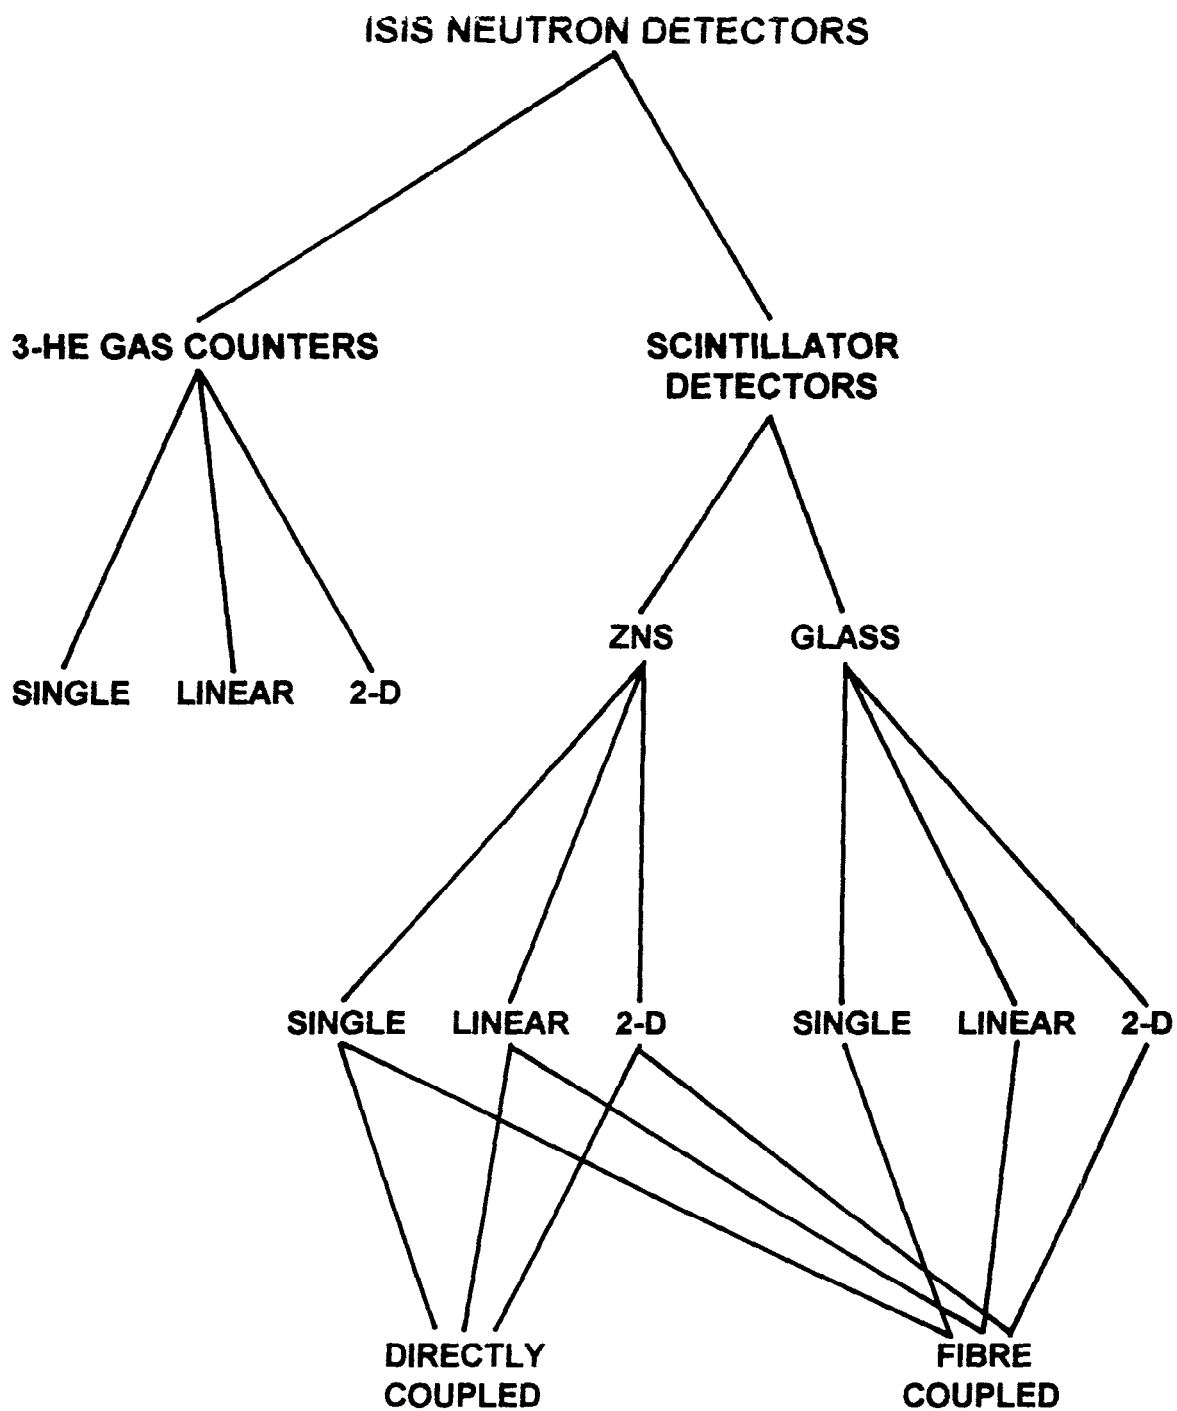 ISIS NEUTRON DETECTORS
3-HE GAS COUNTERS
SCINTILLATOR
DETECTORS
ZNS GLASS
SINGLE LINEAR 2-D
SINGLE LINEAR 2-D SINGLE LINEAR 2-D
DIRECTLY
COUPLED
FIBRE
COUPLED